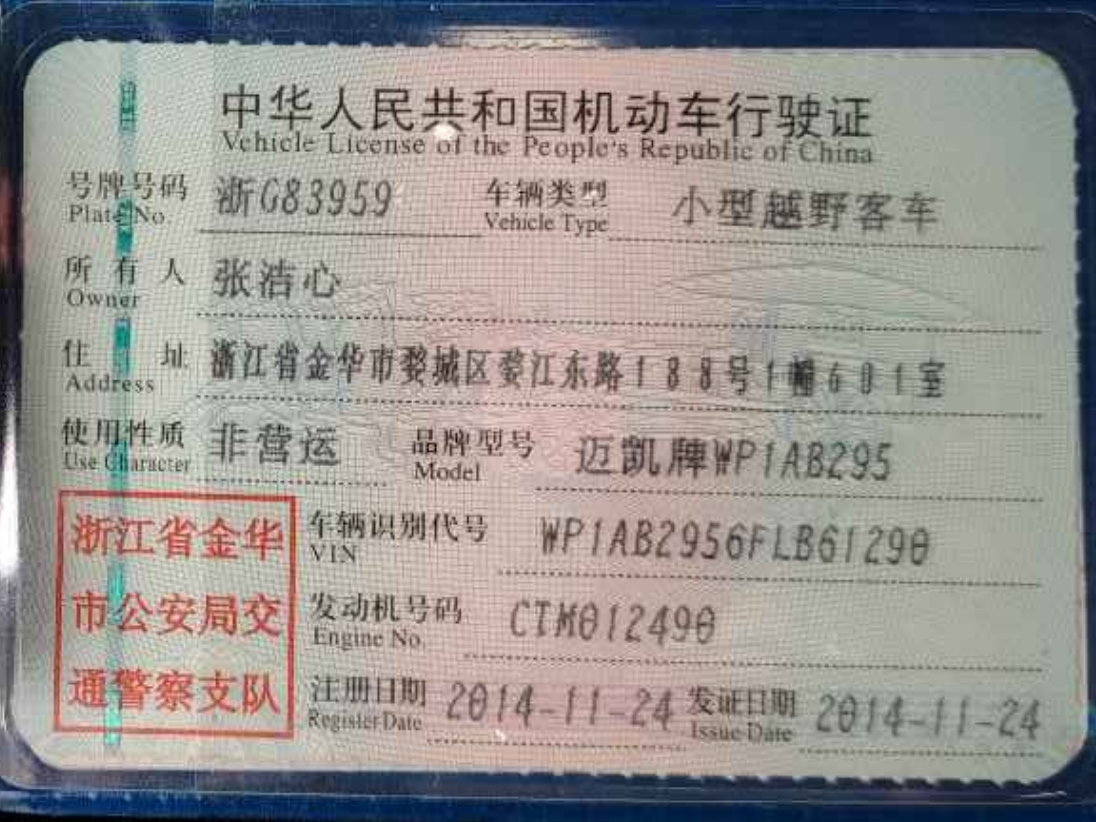 中华人民共和国机动车行驶证
Vehicle License of the People's Republic of China
号牌号码 浙G83959 车辆类型 小型越野客车
Plate No. Vehicle Type
所有人 张浩心
Owner
住址 浙江省金华市婺城区婺江东路188号1幢601室
Address
使用性质 非营运 品牌型号 迈凯牌WP1AB295
Use Character Model
浙江省金华 车辆识别代号 WP1AB2956FLB61290
VIN
市公安局交 发动机号码 CTM012490
Engine No.
通警察支队 注册日期 2014-11-24 发证日期 2014-11-24
Register Date Issue Date